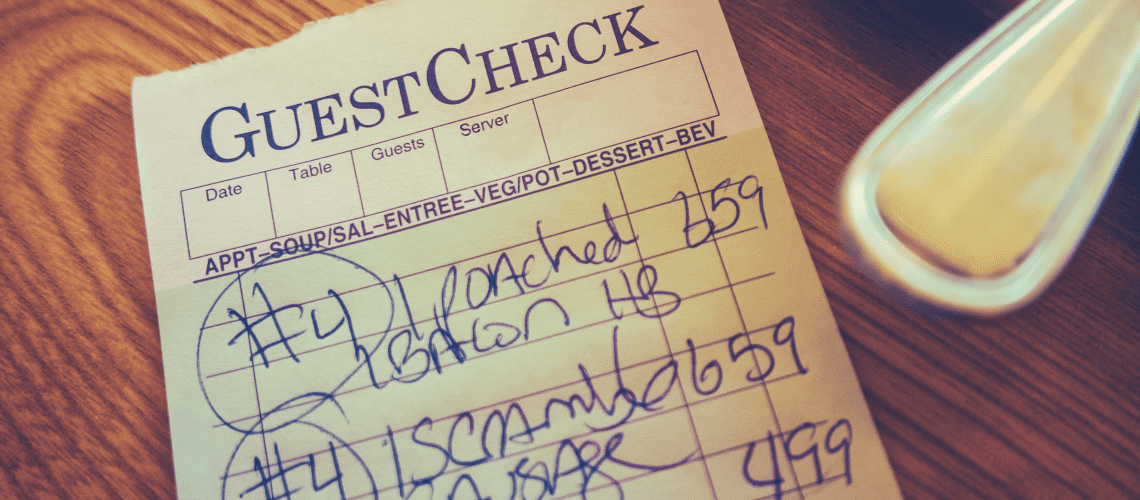 GUESTCHECK
Date Table Guests Server
APPT-SOUP/SAL-ENTREE-VEG/POT-DESSERT-BEV
#4 1 POACHED 659
1 BACON HB
#4 1 SCRAMBLED 659
SAUSAGE 499